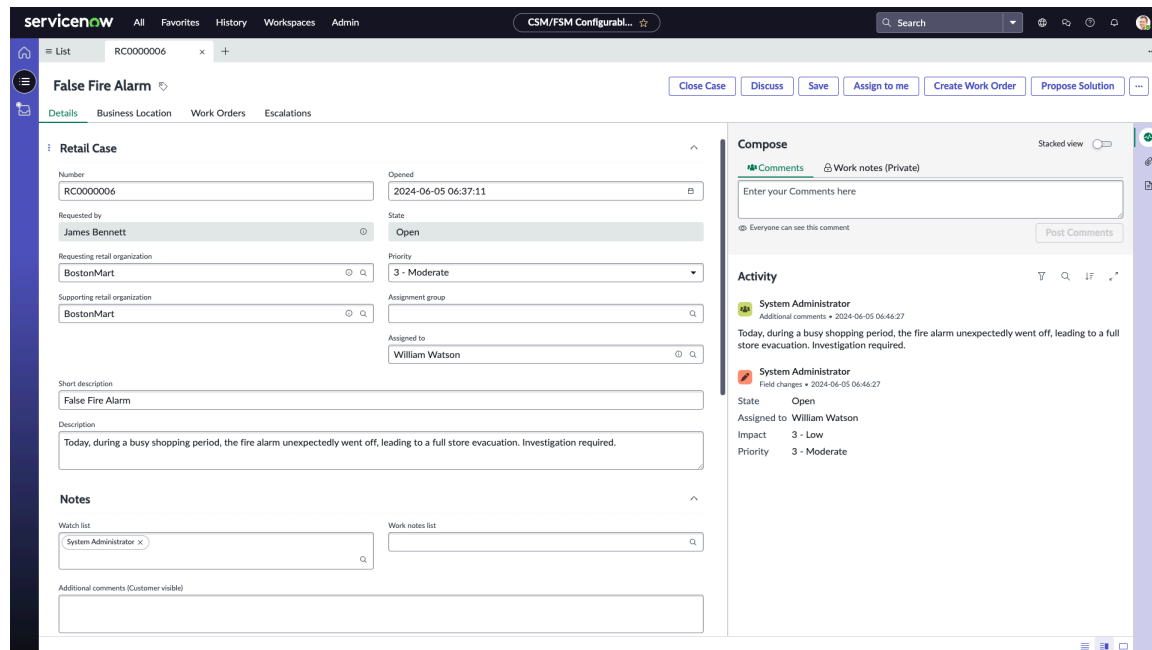 servicenow All Favorites History Workspaces Admin CSM/FSM Configurabl... Search
List RC0000006 × +
False Fire Alarm Close Case Discuss Save Assign to me Create Work Order Propose Solution ...
Details Business Location Work Orders Escalations
Retail Case
Number
RC0000006
Opened
2024-06-05 06:37:11
Requested by
James Bennett
State
Open
Requesting retail organization
BostonMart
Priority
3 - Moderate
Supporting retail organization
BostonMart
Assignment group
Assigned to
William Watson
Short description
False Fire Alarm
Description
Today, during a busy shopping period, the fire alarm unexpectedly went off, leading to a full store evacuation. Investigation required.
Notes
Watch list
System Administrator ×
Work notes list
Additional comments (Customer visible)
Compose Stacked view
Comments Work notes (Private)
Enter your Comments here
Everyone can see this comment
Post Comments
Activity
System Administrator
Additional comments • 2024-06-05 06:46:27
Today, during a busy shopping period, the fire alarm unexpectedly went off, leading to a full
store evacuation. Investigation required.
System Administrator
Field changes • 2024-06-05 06:46:27
State Open
Assigned to William Watson
Impact 3 - Low
Priority 3 - Moderate